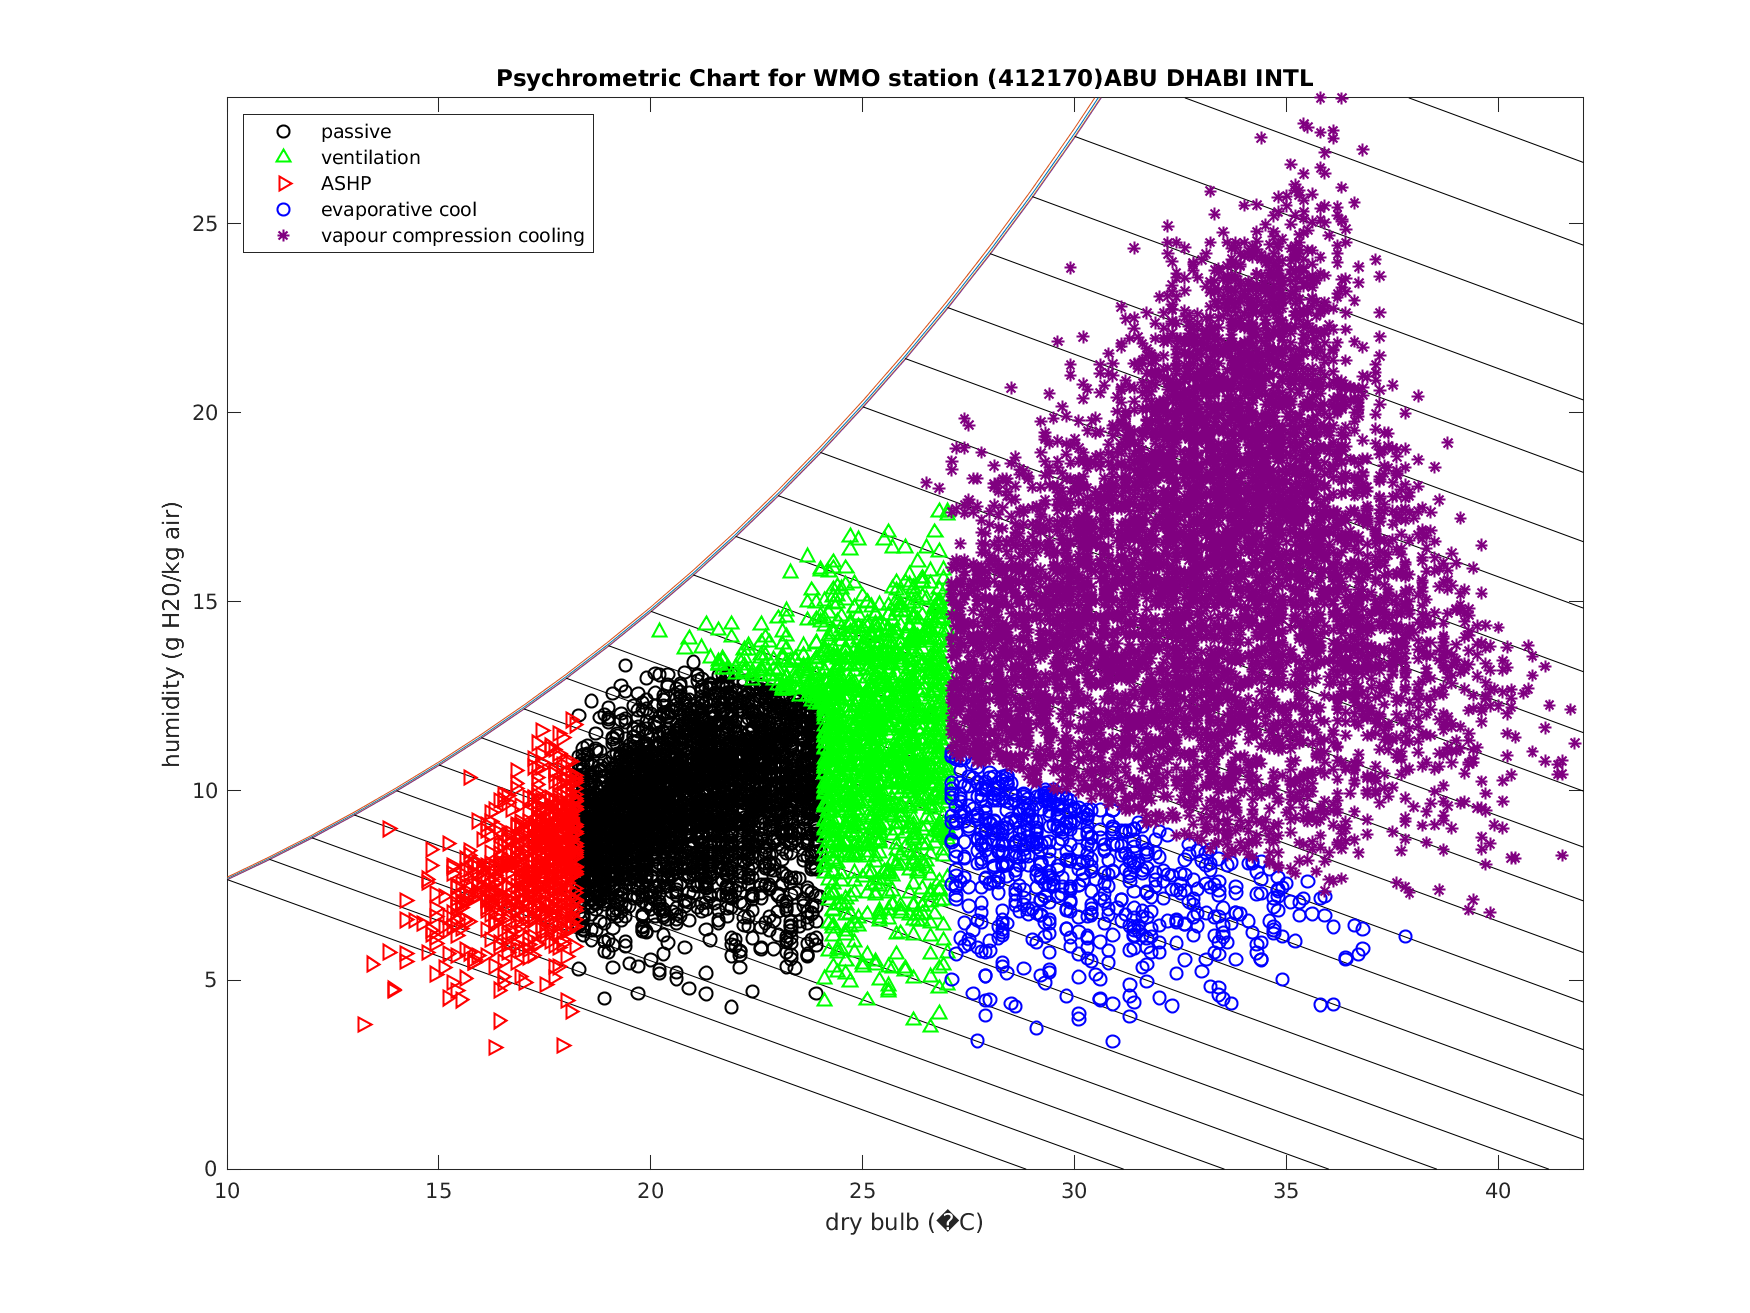 Psychrometric Chart for WMO station (412170)ABU DHABI INTL
passive
ventilation
ASHP
evaporative cool
vapour compression cooling
humidity (g H20/kg air)
25
20
15
10
5
0
10 15 20 25 30 35 40
dry bulb (�C)